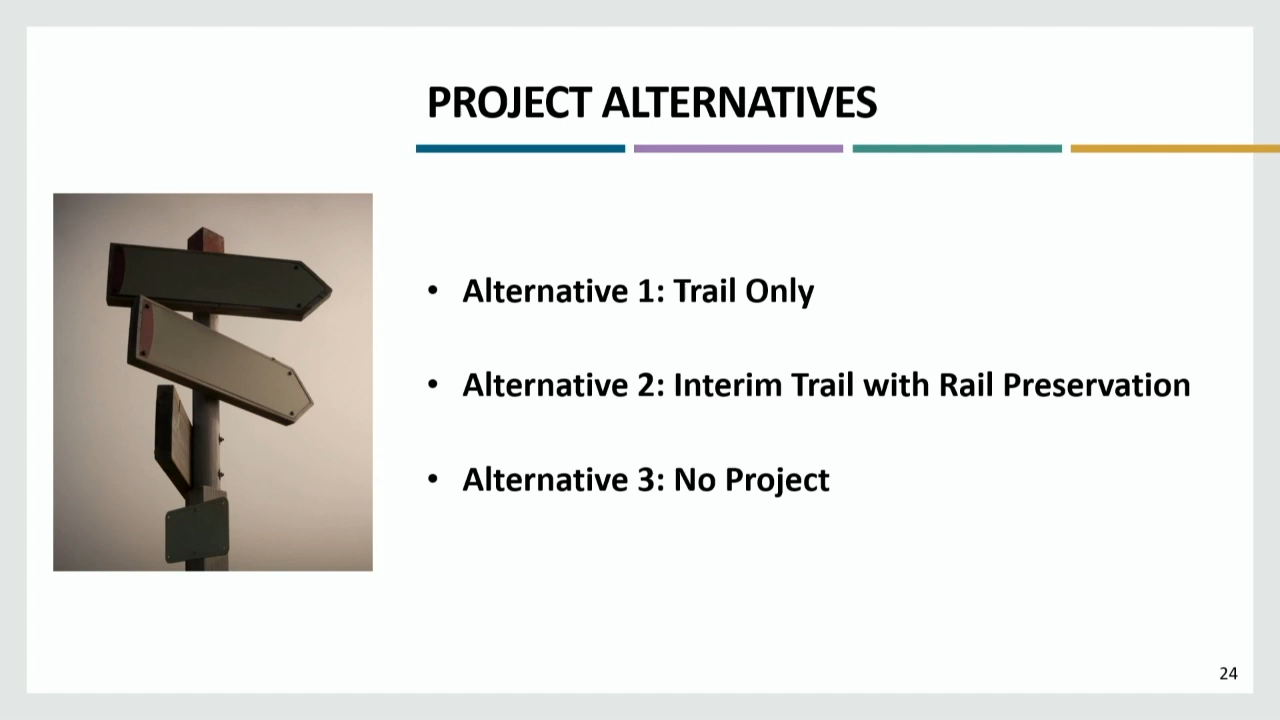 PROJECT ALTERNATIVES
• Alternative 1: Trail Only
• Alternative 2: Interim Trail with Rail Preservation
• Alternative 3: No Project
24